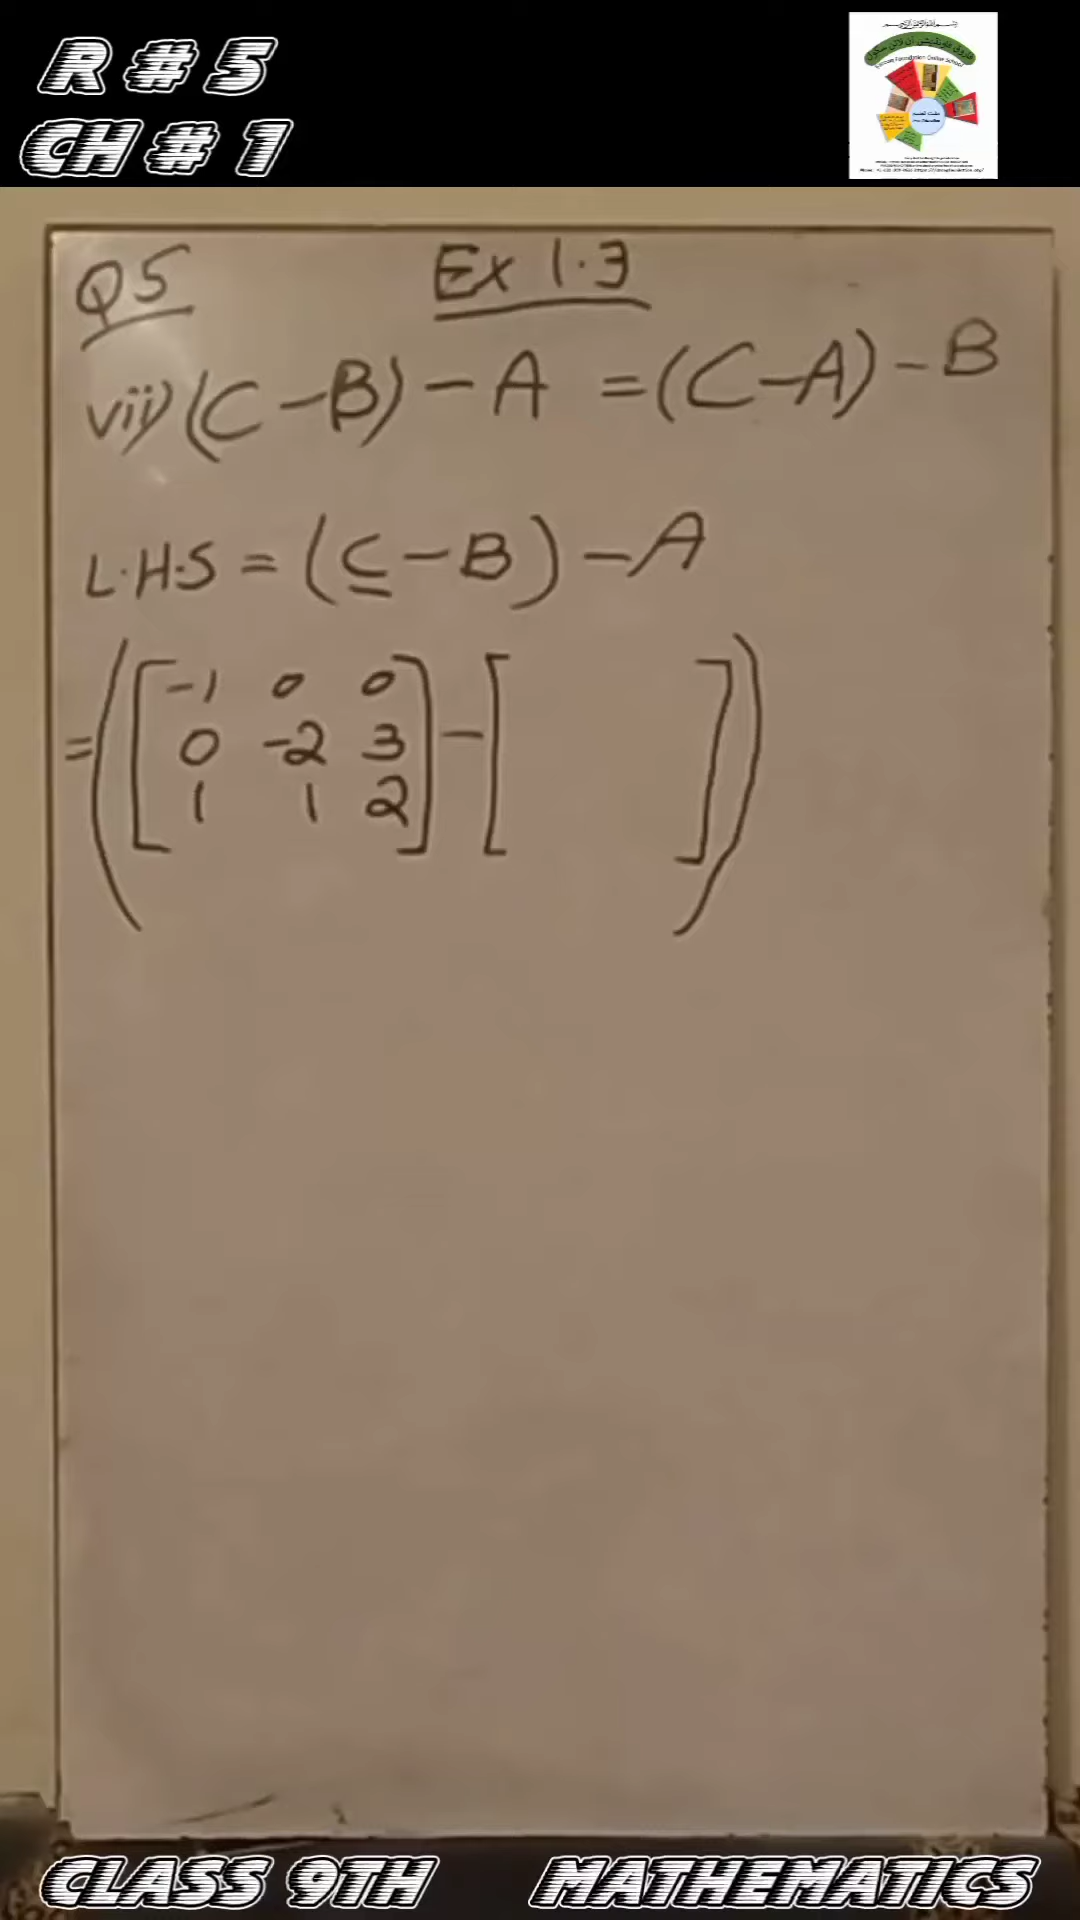 R # 5
CH # 1
Q5 Ex 1.3
vii) (C - B) - A = (C - A) - B
L.H.S = (C - B) - A
= ([ -1 0 0 ] - [ ])
0 -2 3
1 1 2
CLASS 9TH MATHEMATICS